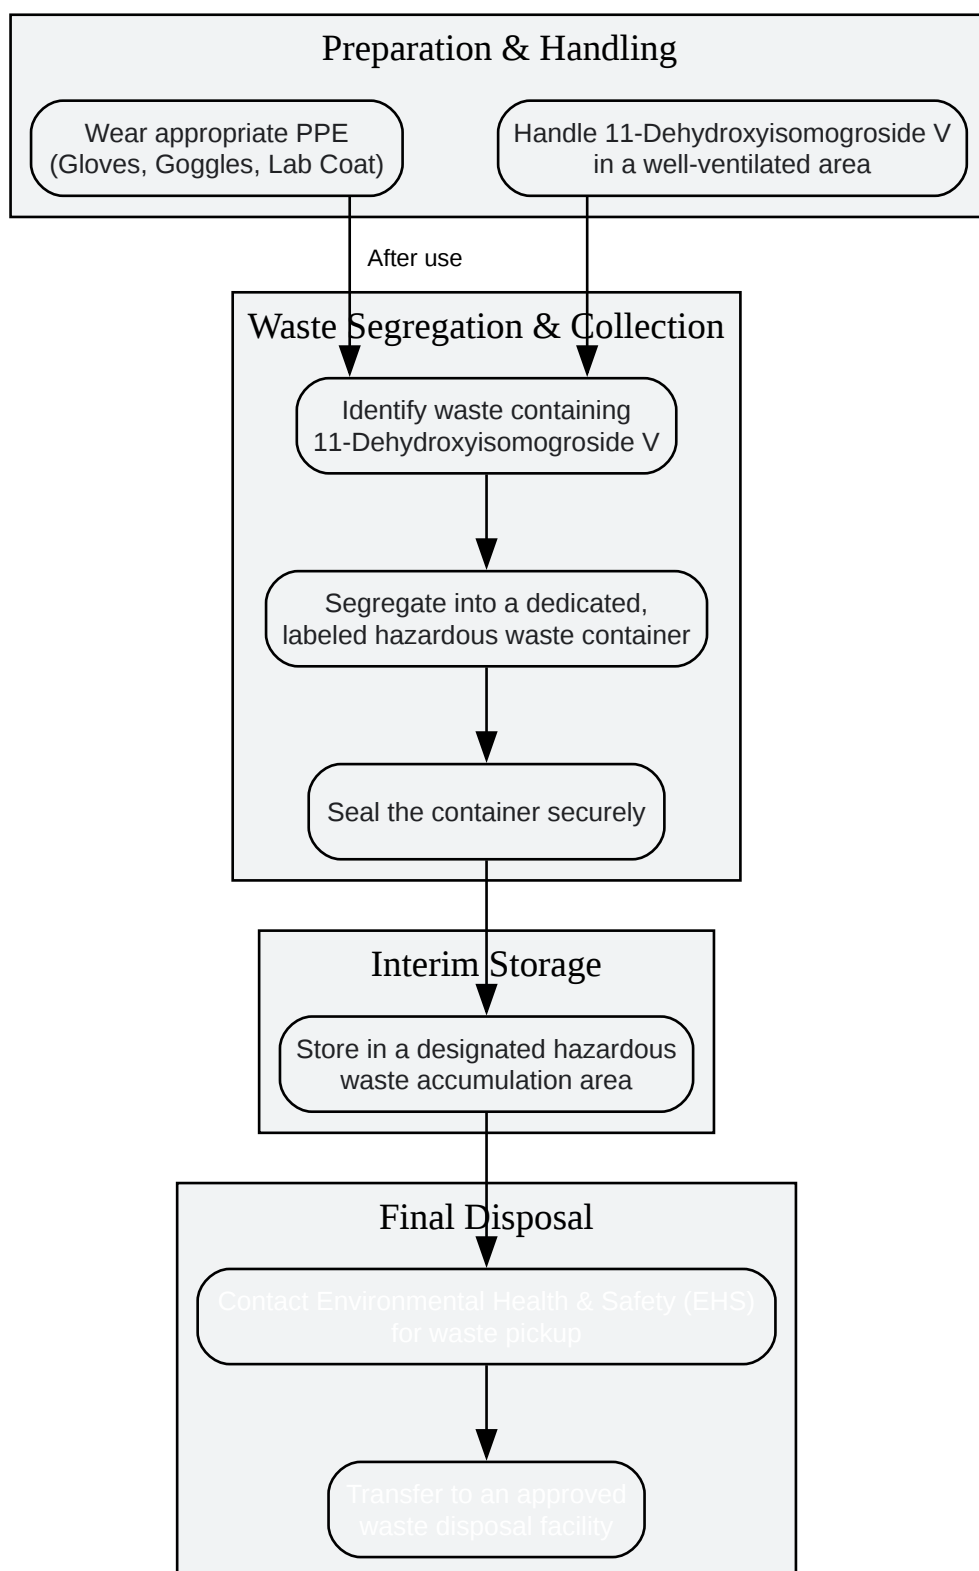 Preparation & Handling
Wear appropriate PPE
(Gloves, Goggles, Lab Coat)
Handle 11-Dehydroxyisomogroside V
in a well-ventilated area
After use
Waste Segregation & Collection
Identify waste containing
11-Dehydroxyisomogroside V
Segregate into a dedicated,
labeled hazardous waste container
Seal the container securely
Interim Storage
Store in a designated hazardous
waste accumulation area
Final Disposal
Contact Environmental Health & Safety (EHS)
for waste pickup
Transfer to an approved
waste disposal facility